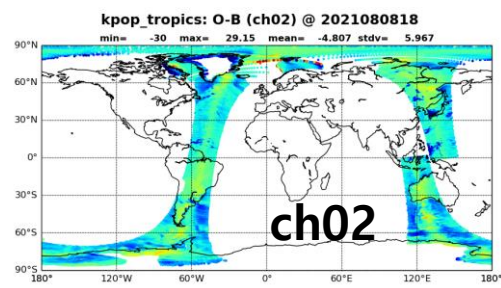 kpop_tropics: O-B (ch02) @ 2021080818
min= -30 max= 29.15 mean= -4.807 stdv= 5.967
90°N
60°N
30°N
0°
30°S
60°S
90°S
ch02
180° 120°W 60°W 0° 60°E 120°E 180°